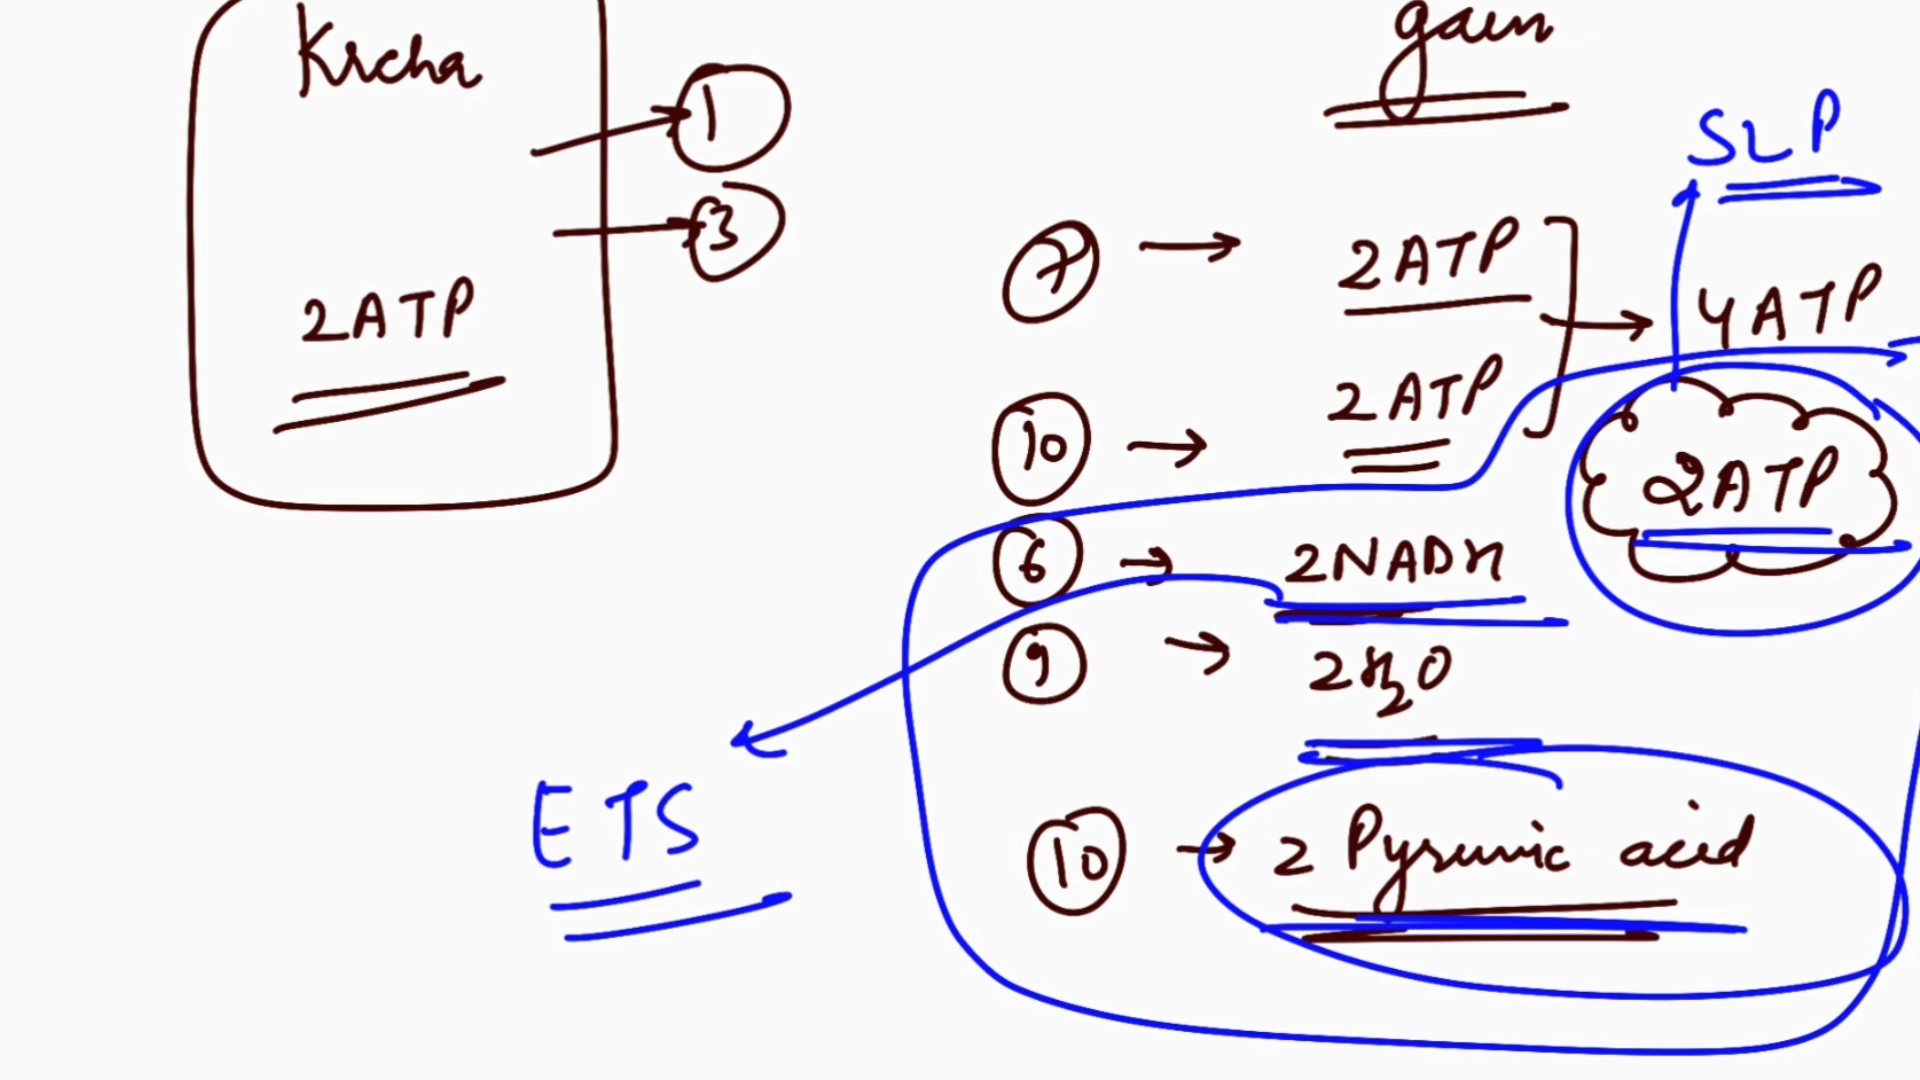 Krcha
1
3
2ATP
gain
SLP
7 → 2ATP
4ATP
10 → 2ATP
2ATP
6 → 2NADH
9 → 2H2O
ETS
10 → 2 Pyruvic acid